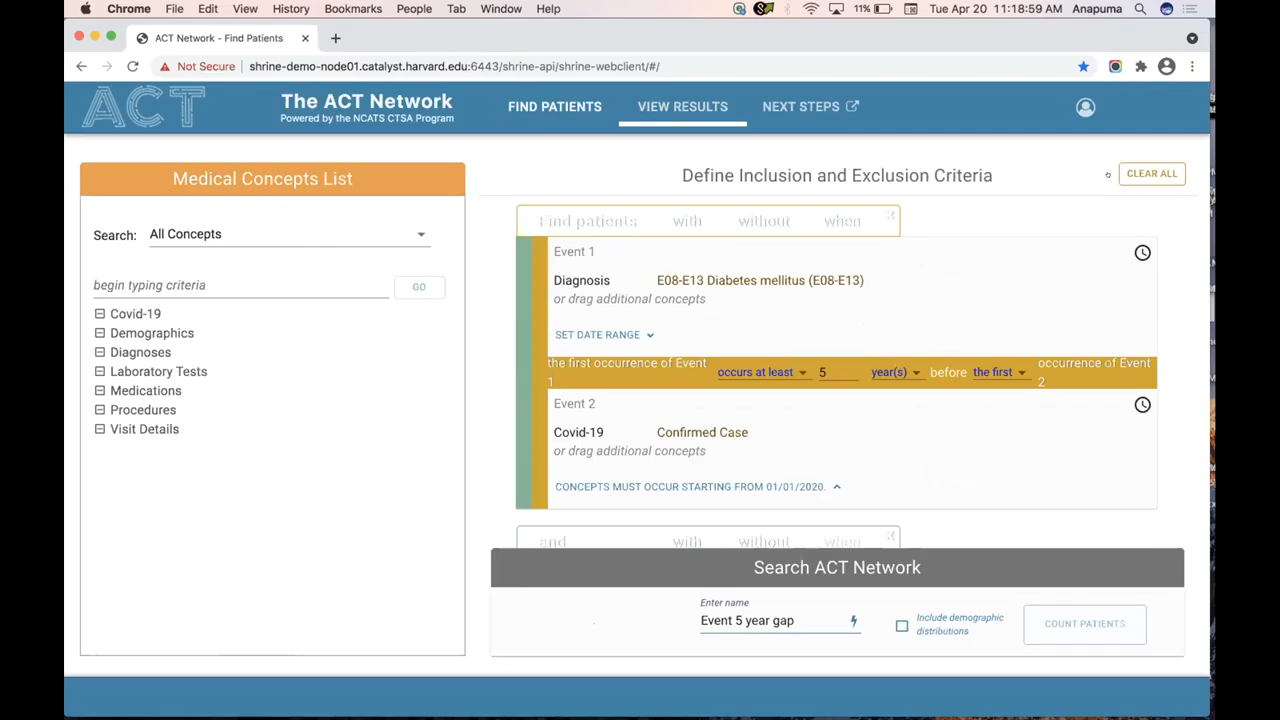 Chrome File Edit View History Bookmarks People Tab Window Help 11% Tue Apr 20 11:18:59 AM Anapuma
ACT Network - Find Patients
Not Secure shrine-demo-node01.catalyst.harvard.edu:6443/shrine-api/shrine-webclient/#/
ACT
The ACT Network
Powered by the NCATS CTSA Program
FIND PATIENTS VIEW RESULTS NEXT STEPS
Medical Concepts List
Search: All Concepts
begin typing criteria GO
Covid-19
Demographics
Diagnoses
Laboratory Tests
Medications
Procedures
Visit Details
Define Inclusion and Exclusion Criteria CLEAR ALL
Find patients with without when
Event 1
Diagnosis E08-E13 Diabetes mellitus (E08-E13)
or drag additional concepts
SET DATE RANGE
the first occurrence of Event 1 occurs at least 5 year(s) before the first occurrence of Event 2
Event 2
Covid-19 Confirmed Case
or drag additional concepts
CONCEPTS MUST OCCUR STARTING FROM 01/01/2020.
and with without when
Search ACT Network
Enter name
Event 5 year gap
Include demographic
distributions
COUNT PATIENTS